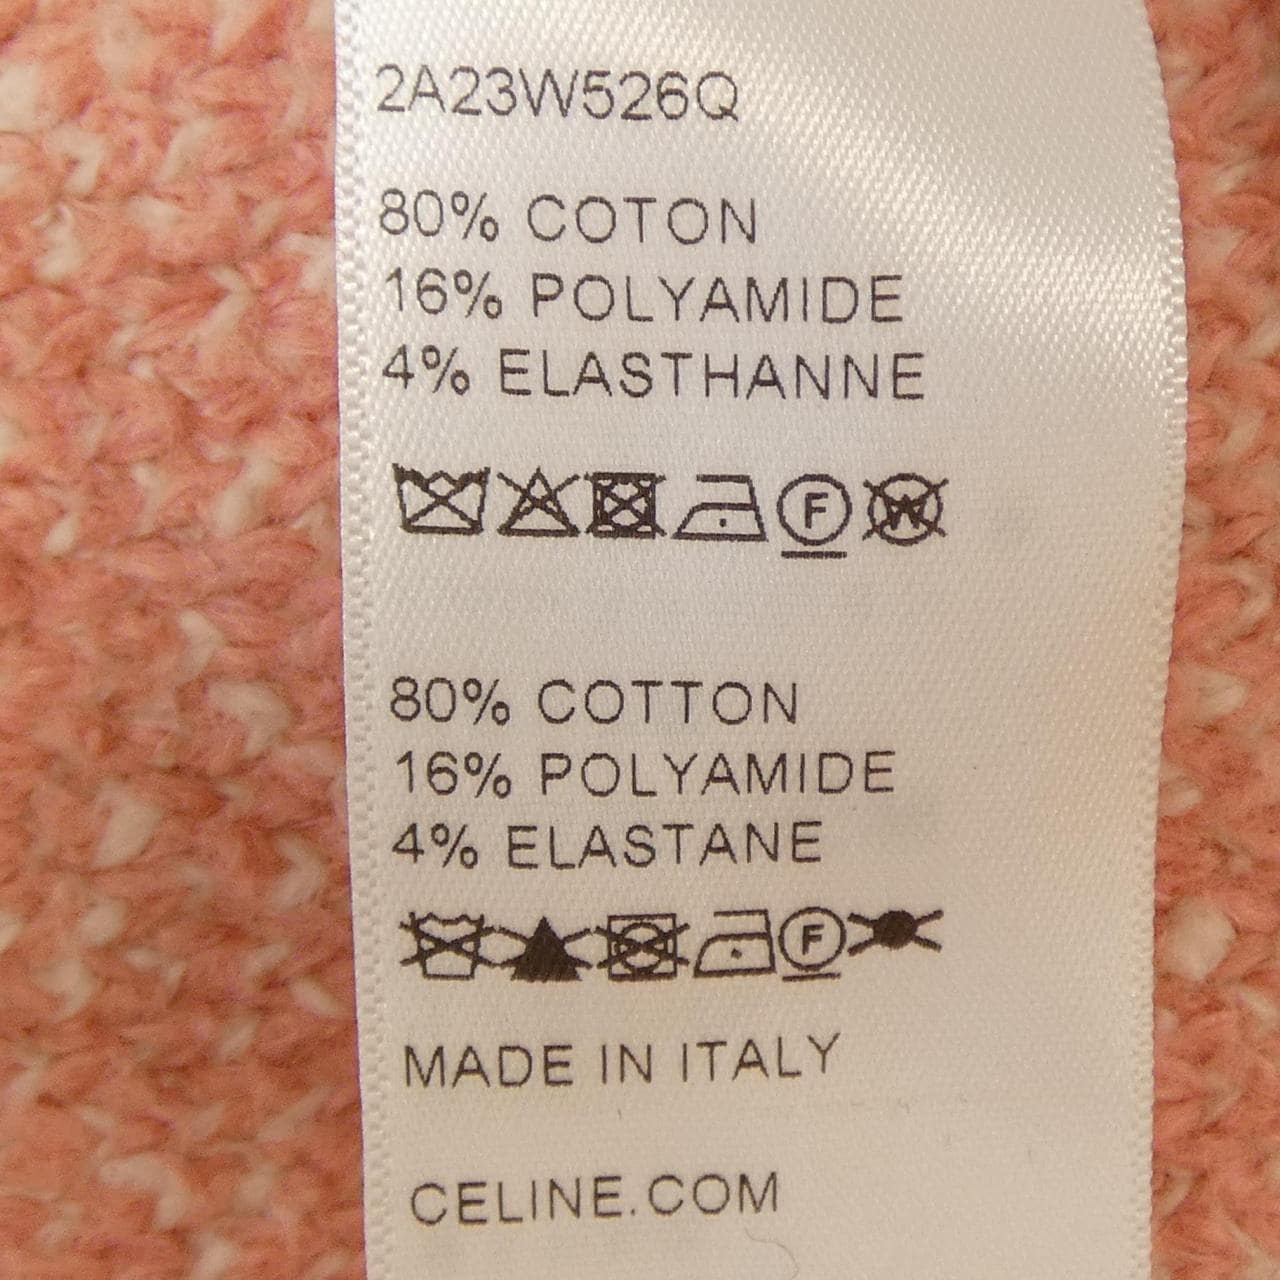 2A23W526Q
80% COTON
16% POLYAMIDE
4% ELASTHANNE
F W
80% COTTON
16% POLYAMIDE
4% ELASTANE
F
MADE IN ITALY
CELINE.COM